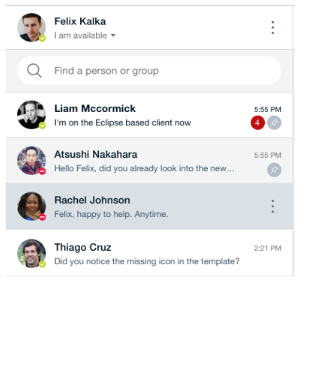 Felix Kalka
I am available
Find a person or group
Liam Mccormick
5:55 PM
I'm on the Eclipse based client now
4
Atsushi Nakahara
5:55 PM
Hello Felix, did you already look into the new…
Rachel Johnson
Felix, happy to help. Anytime.
Thiago Cruz
2:21 PM
Did you notice the missing icon in the template?